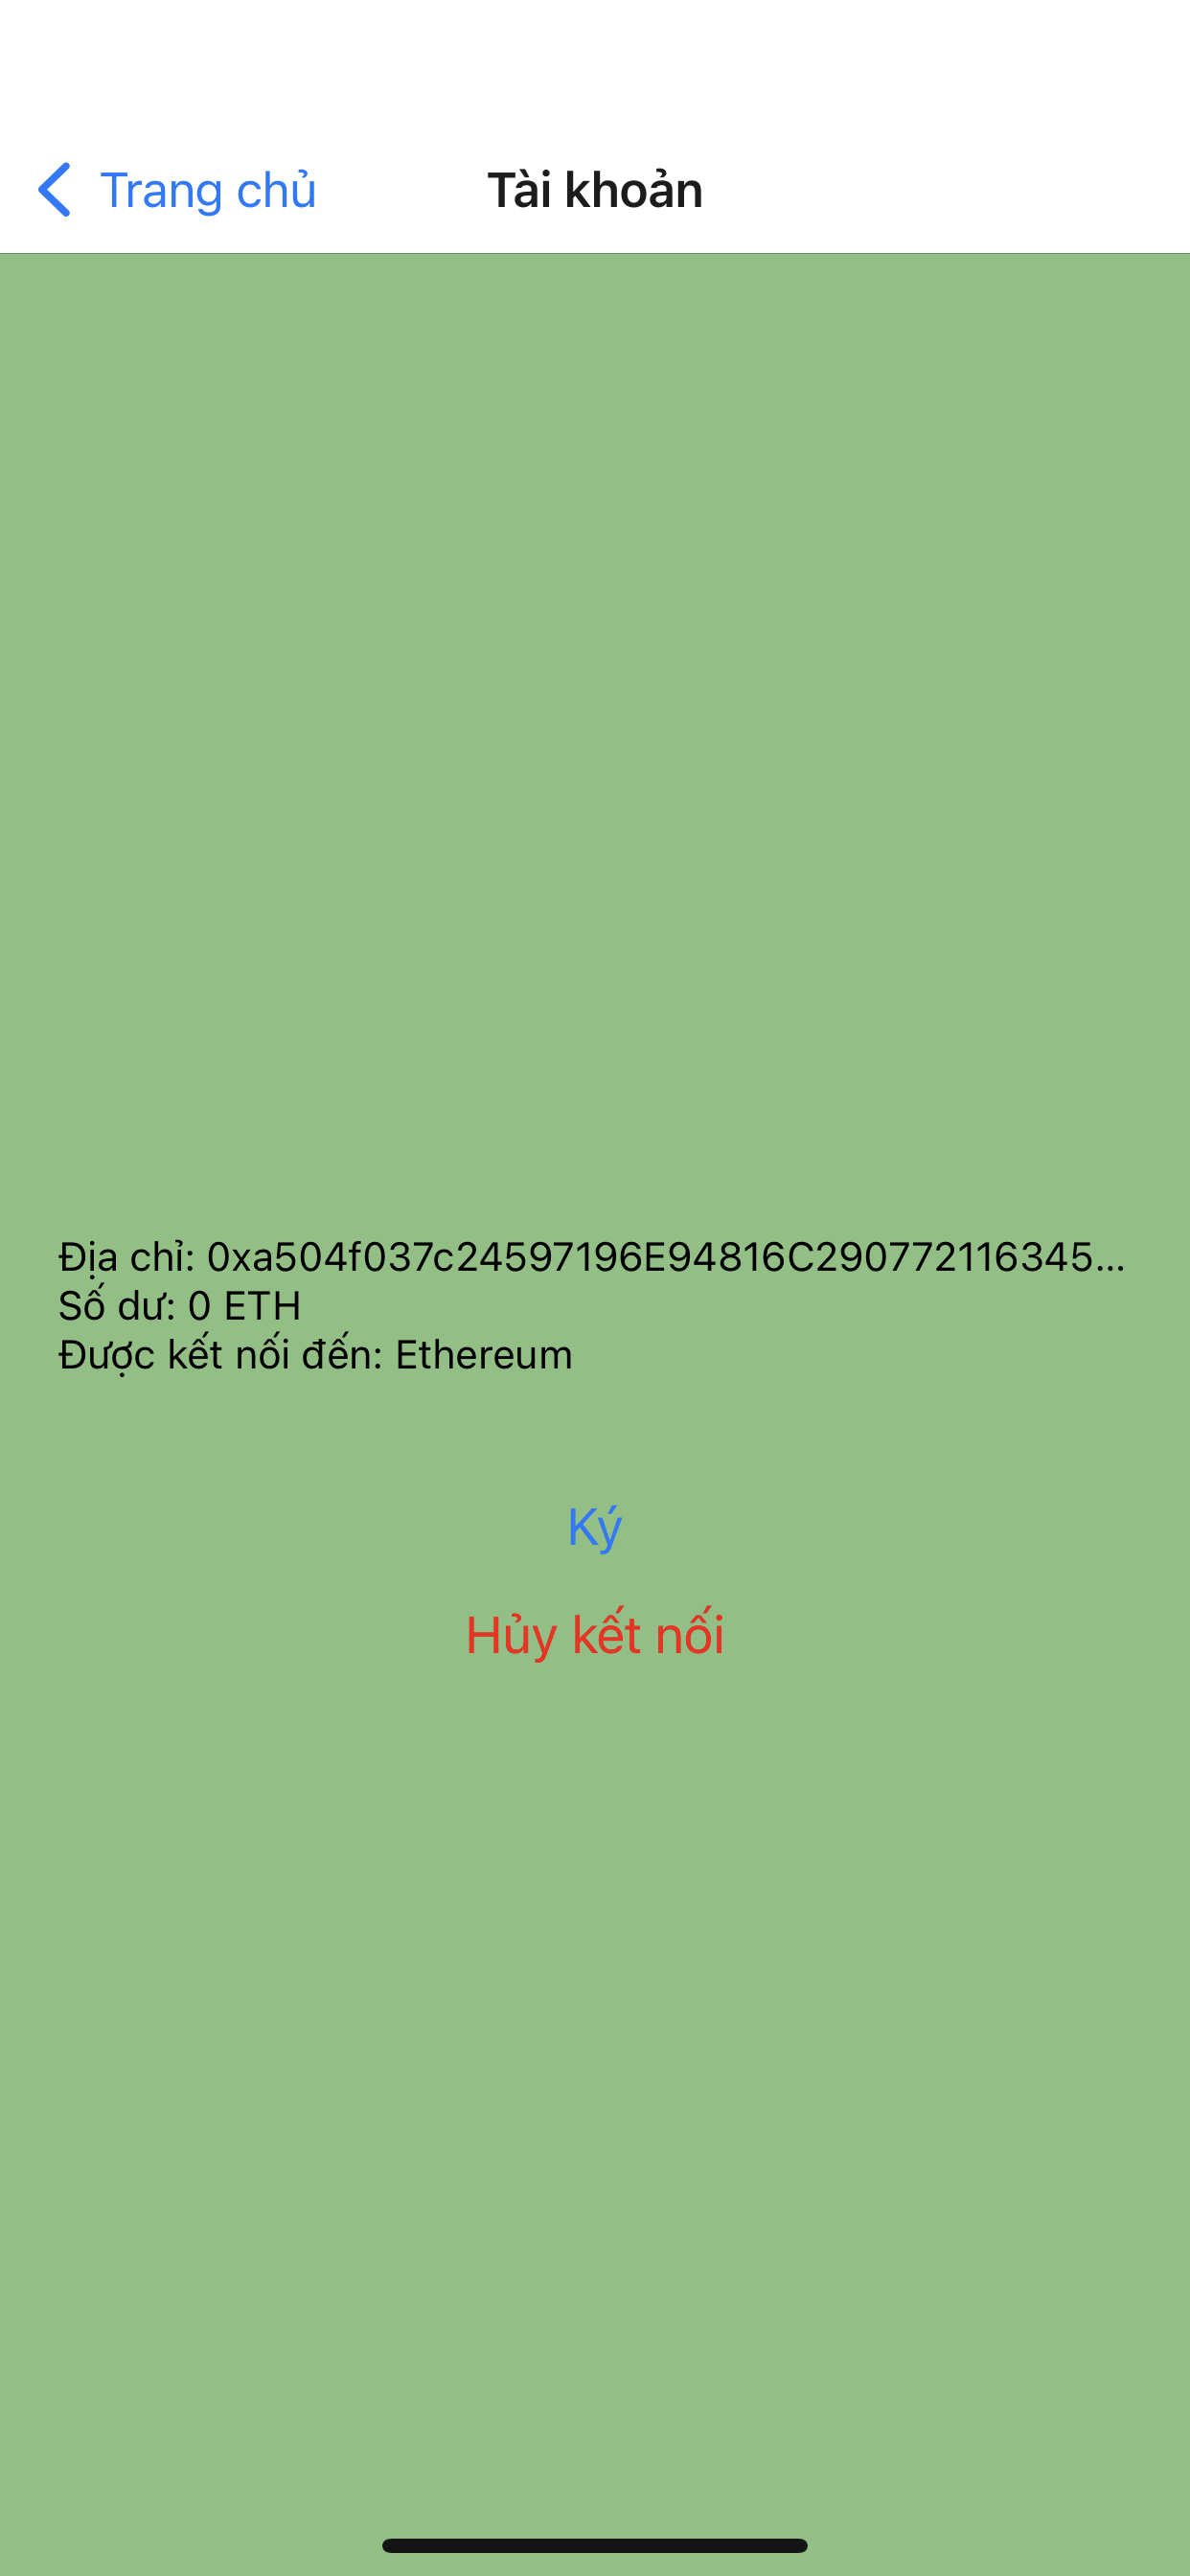 Trang chủ
Tài khoản
Địa chỉ: 0xa504f037c24597196E94816C290772116345...
Số dư: 0 ETH
Được kết nối đến: Ethereum
Ký
Hủy kết nối